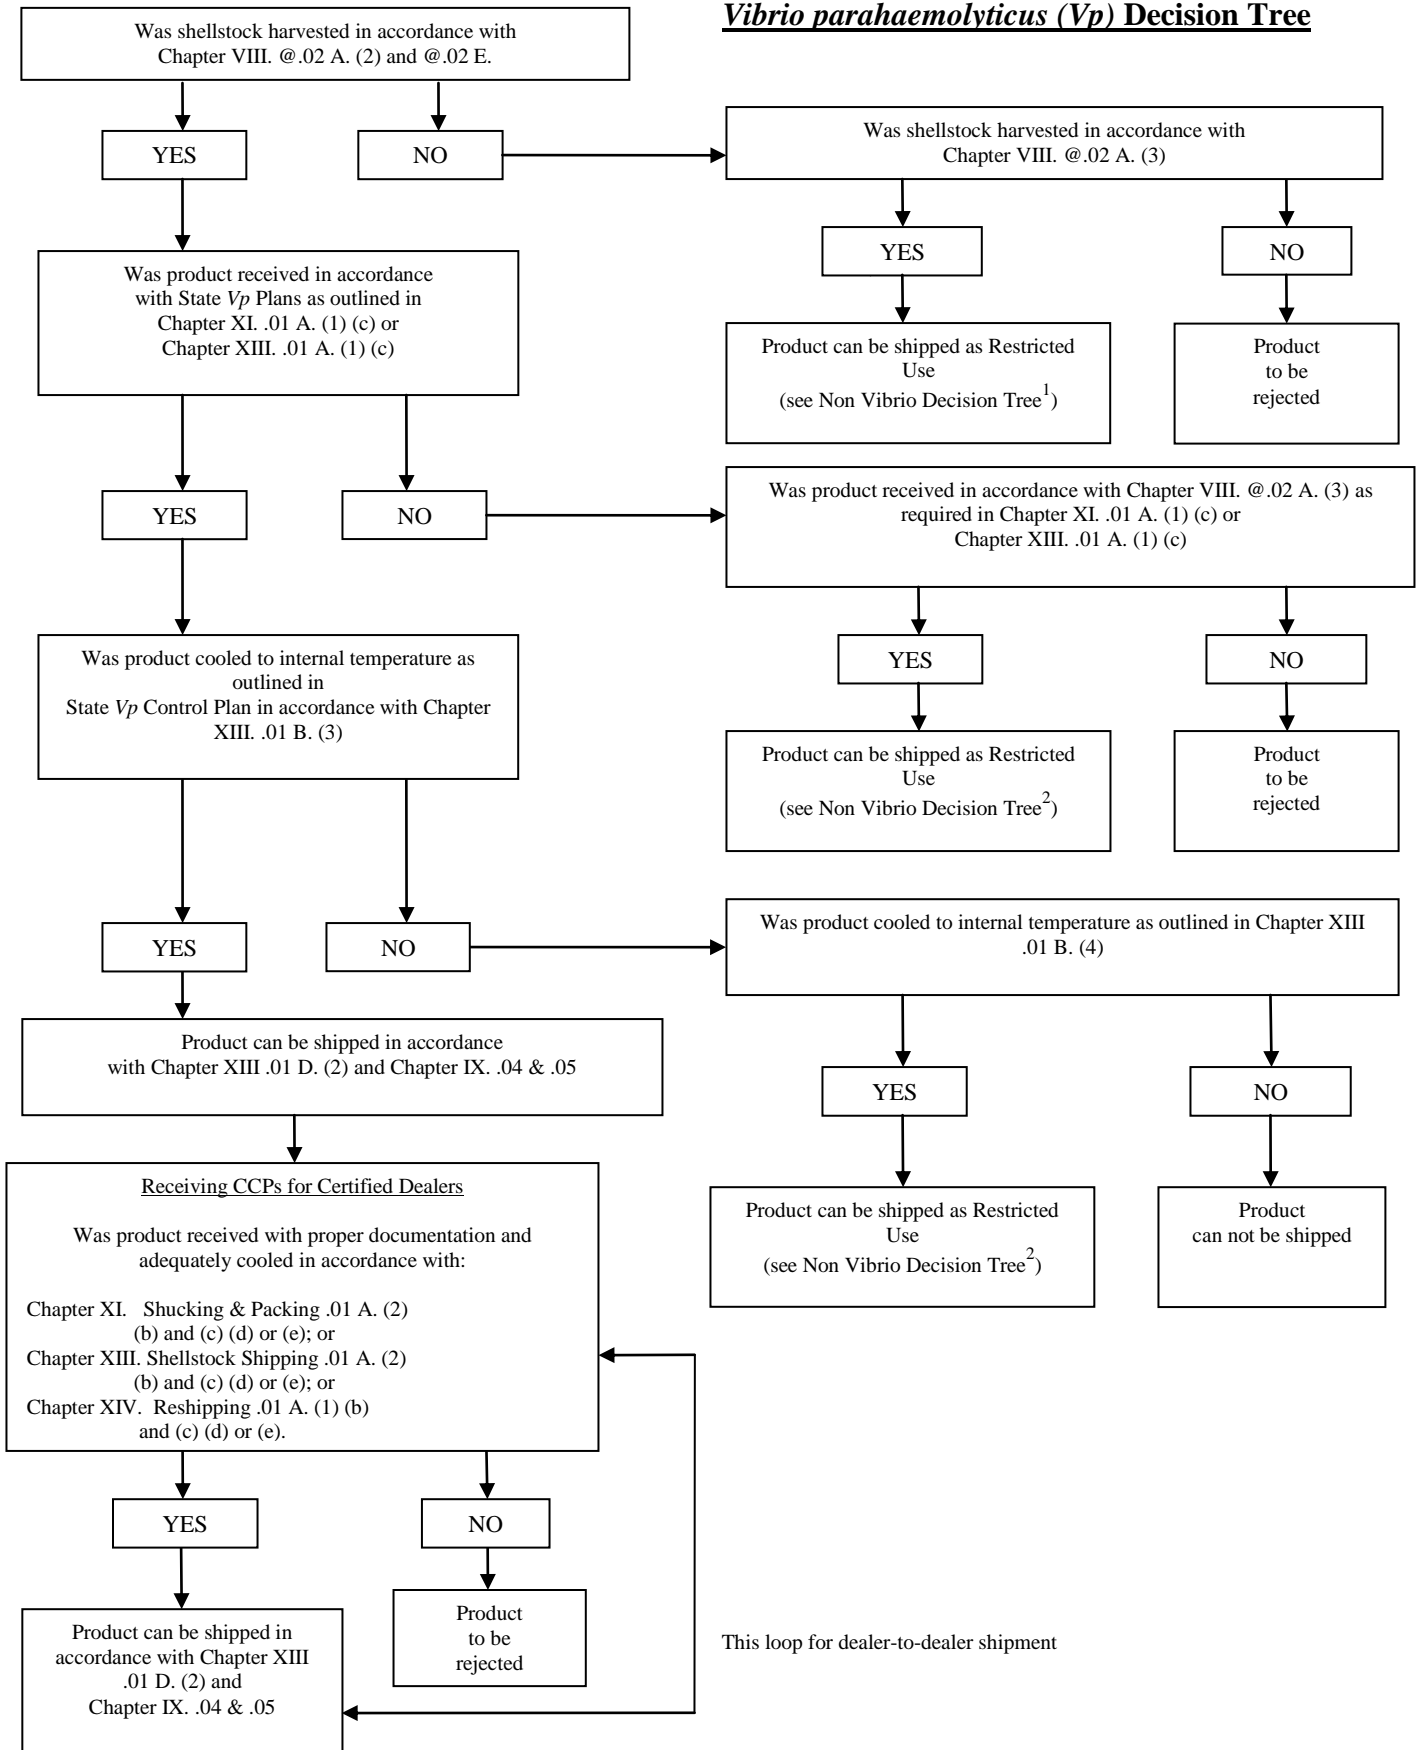 Vibrio parahaemolyticus (Vp) Decision Tree
Was shellstock harvested in accordance with
Chapter VIII. @.02 A. (2) and @.02 E.
YES
NO
Was shellstock harvested in accordance with
Chapter VIII. @.02 A. (3)
YES
NO
Product can be shipped as Restricted
Use
(see Non Vibrio Decision Tree1)
Product
to be
rejected
Was product received in accordance
with State Vp Plans as outlined in
Chapter XI. .01 A. (1) (c) or
Chapter XIII. .01 A. (1) (c)
YES
NO
Was product received in accordance with Chapter VIII. @.02 A. (3) as
required in Chapter XI. .01 A. (1) (c) or
Chapter XIII. .01 A. (1) (c)
YES
NO
Product can be shipped as Restricted
Use
(see Non Vibrio Decision Tree2)
Product
to be
rejected
Was product cooled to internal temperature as
outlined in
State Vp Control Plan in accordance with Chapter
XIII. .01 B. (3)
YES
NO
Was product cooled to internal temperature as outlined in Chapter XIII
.01 B. (4)
YES
NO
Product can be shipped as Restricted
Use
(see Non Vibrio Decision Tree2)
Product
can not be shipped
Product can be shipped in accordance
with Chapter XIII .01 D. (2) and Chapter IX. .04 & .05
Receiving CCPs for Certified Dealers
Was product received with proper documentation and
adequately cooled in accordance with:
Chapter XI. Shucking & Packing .01 A. (2)
(b) and (c) (d) or (e); or
Chapter XIII. Shellstock Shipping .01 A. (2)
(b) and (c) (d) or (e); or
Chapter XIV. Reshipping .01 A. (1) (b)
and (c) (d) or (e).
YES
NO
Product can be shipped in
accordance with Chapter XIII
.01 D. (2) and
Chapter IX. .04 & .05
Product
to be
rejected
This loop for dealer-to-dealer shipment